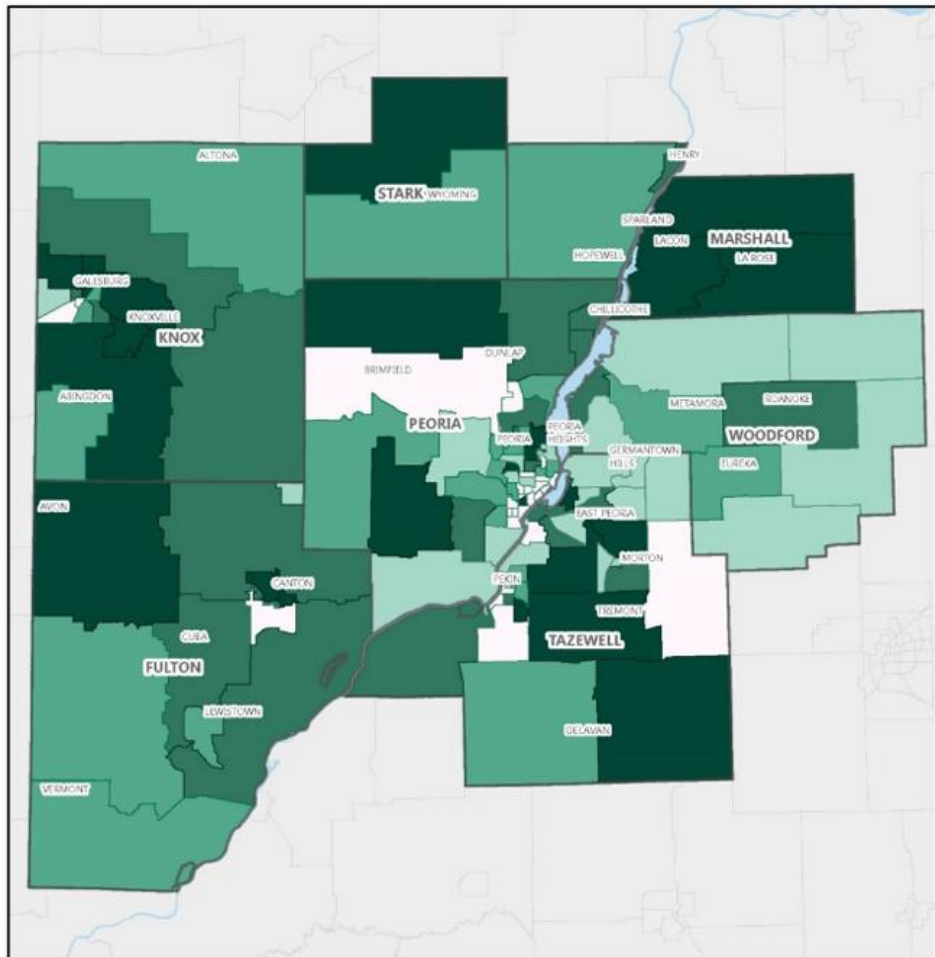 ALTONA
HENRY
STARK
WYOMING
SPARLAND
LACON
MARSHALL
HOPEWELL
LA ROSE
GALESBURG
CHILLICOTHE
KNOXVILLE
KNOX
DUNLAP
BRIMFIELD
ABINGDON
METAMORA
ROANOKE
PEORIA
PEORIA
HEIGHTS
PEORIA
WOODFORD
GERMANTOWN
HILLS
EUREKA
AVON
EAST PEORIA
MORTON
CANTON
PEKIN
TREMONT
CUBA
TAZEWELL
FULTON
LEWISTOWN
DELAVAN
VERMONT